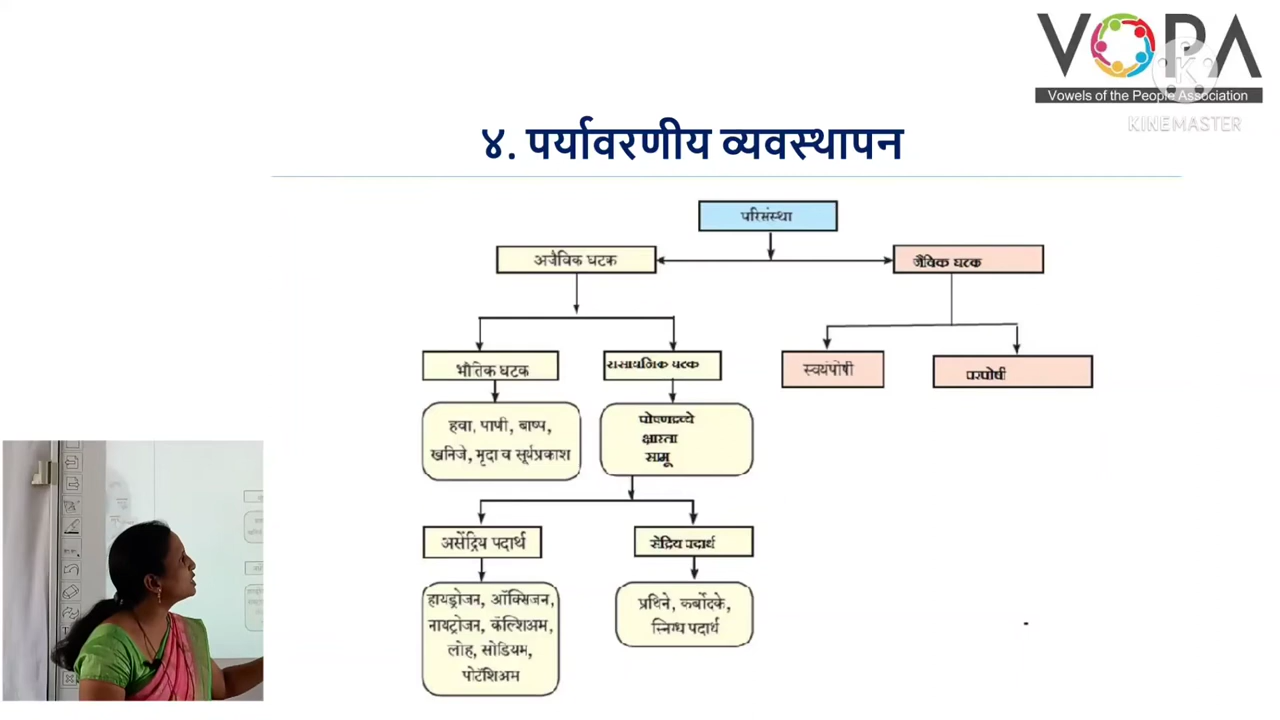 VOPA
Vowels of the People Association
K
KINEMASTER
४. पर्यावरणीय व्यवस्थापन
परिसंस्था
अजैविक घटक
जैविक घटक
भौतिक घटक
रासायनिक घटक
स्वयंपोषी
परपोषी
हवा, पाणी, बाष्प,
खनिजे, मृदा व सूर्यप्रकाश
पोषणद्रव्ये
क्षारता
सामू
असेंद्रिय पदार्थ
सेंद्रिय पदार्थ
हायड्रोजन, ऑक्सिजन,
नायट्रोजन, कॅल्शिअम,
लोह, सोडियम,
पोटॅशिअम
प्रथिने, कर्बोदके,
स्निग्ध पदार्थ